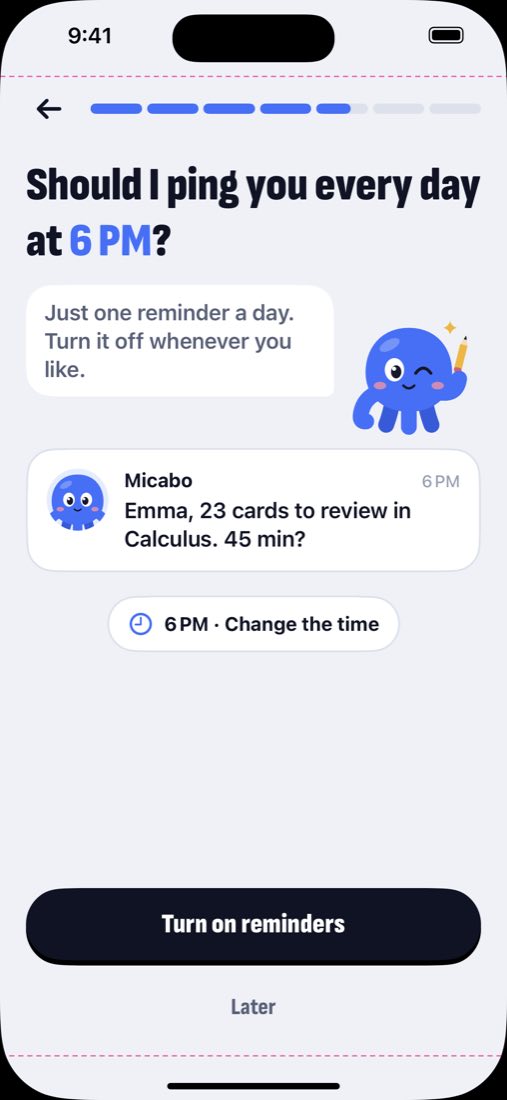 9:41
Should I ping you every day
at 6 PM?
Just one reminder a day.
Turn it off whenever you
like.
Micabo
6 PM
Emma, 23 cards to review in
Calculus. 45 min?
6 PM · Change the time
Turn on reminders
Later